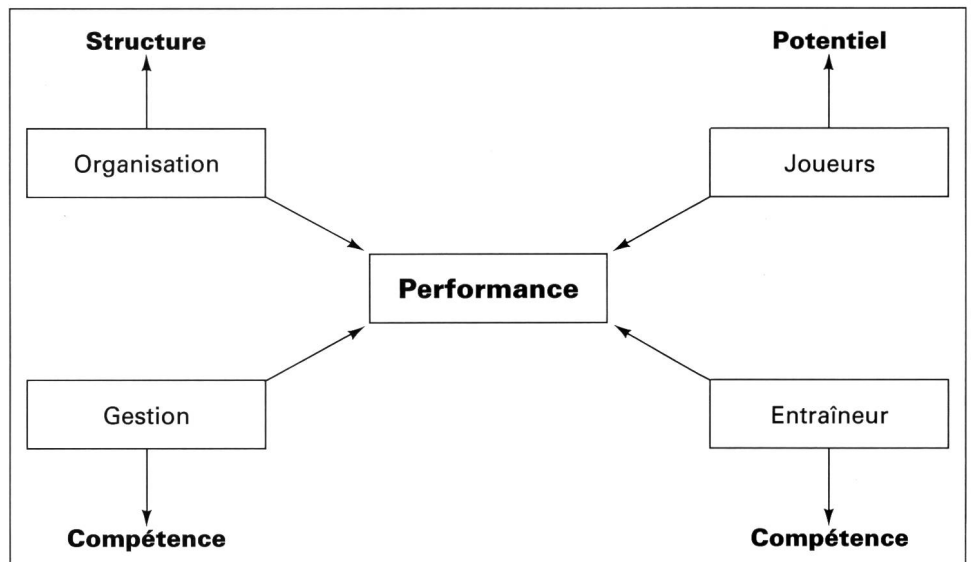 Structure
Potentiel
Organisation
Joueurs
Performance
Gestion
Entraîneur
Compétence
Compétence